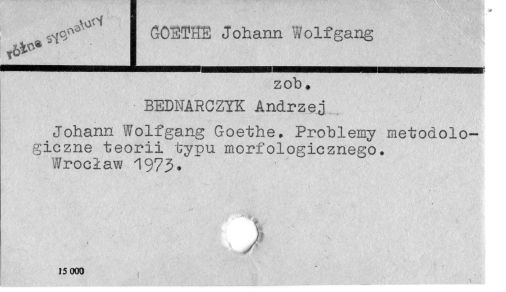 różne sygnatury
GOETHE Johann Wolfgang
zob.
BEDNARCZYK Andrzej
Johann Wolfgang Goethe. Problemy metodolo-
giczne teorii typu morfologicznego.
Wrocław 1973.
15 000